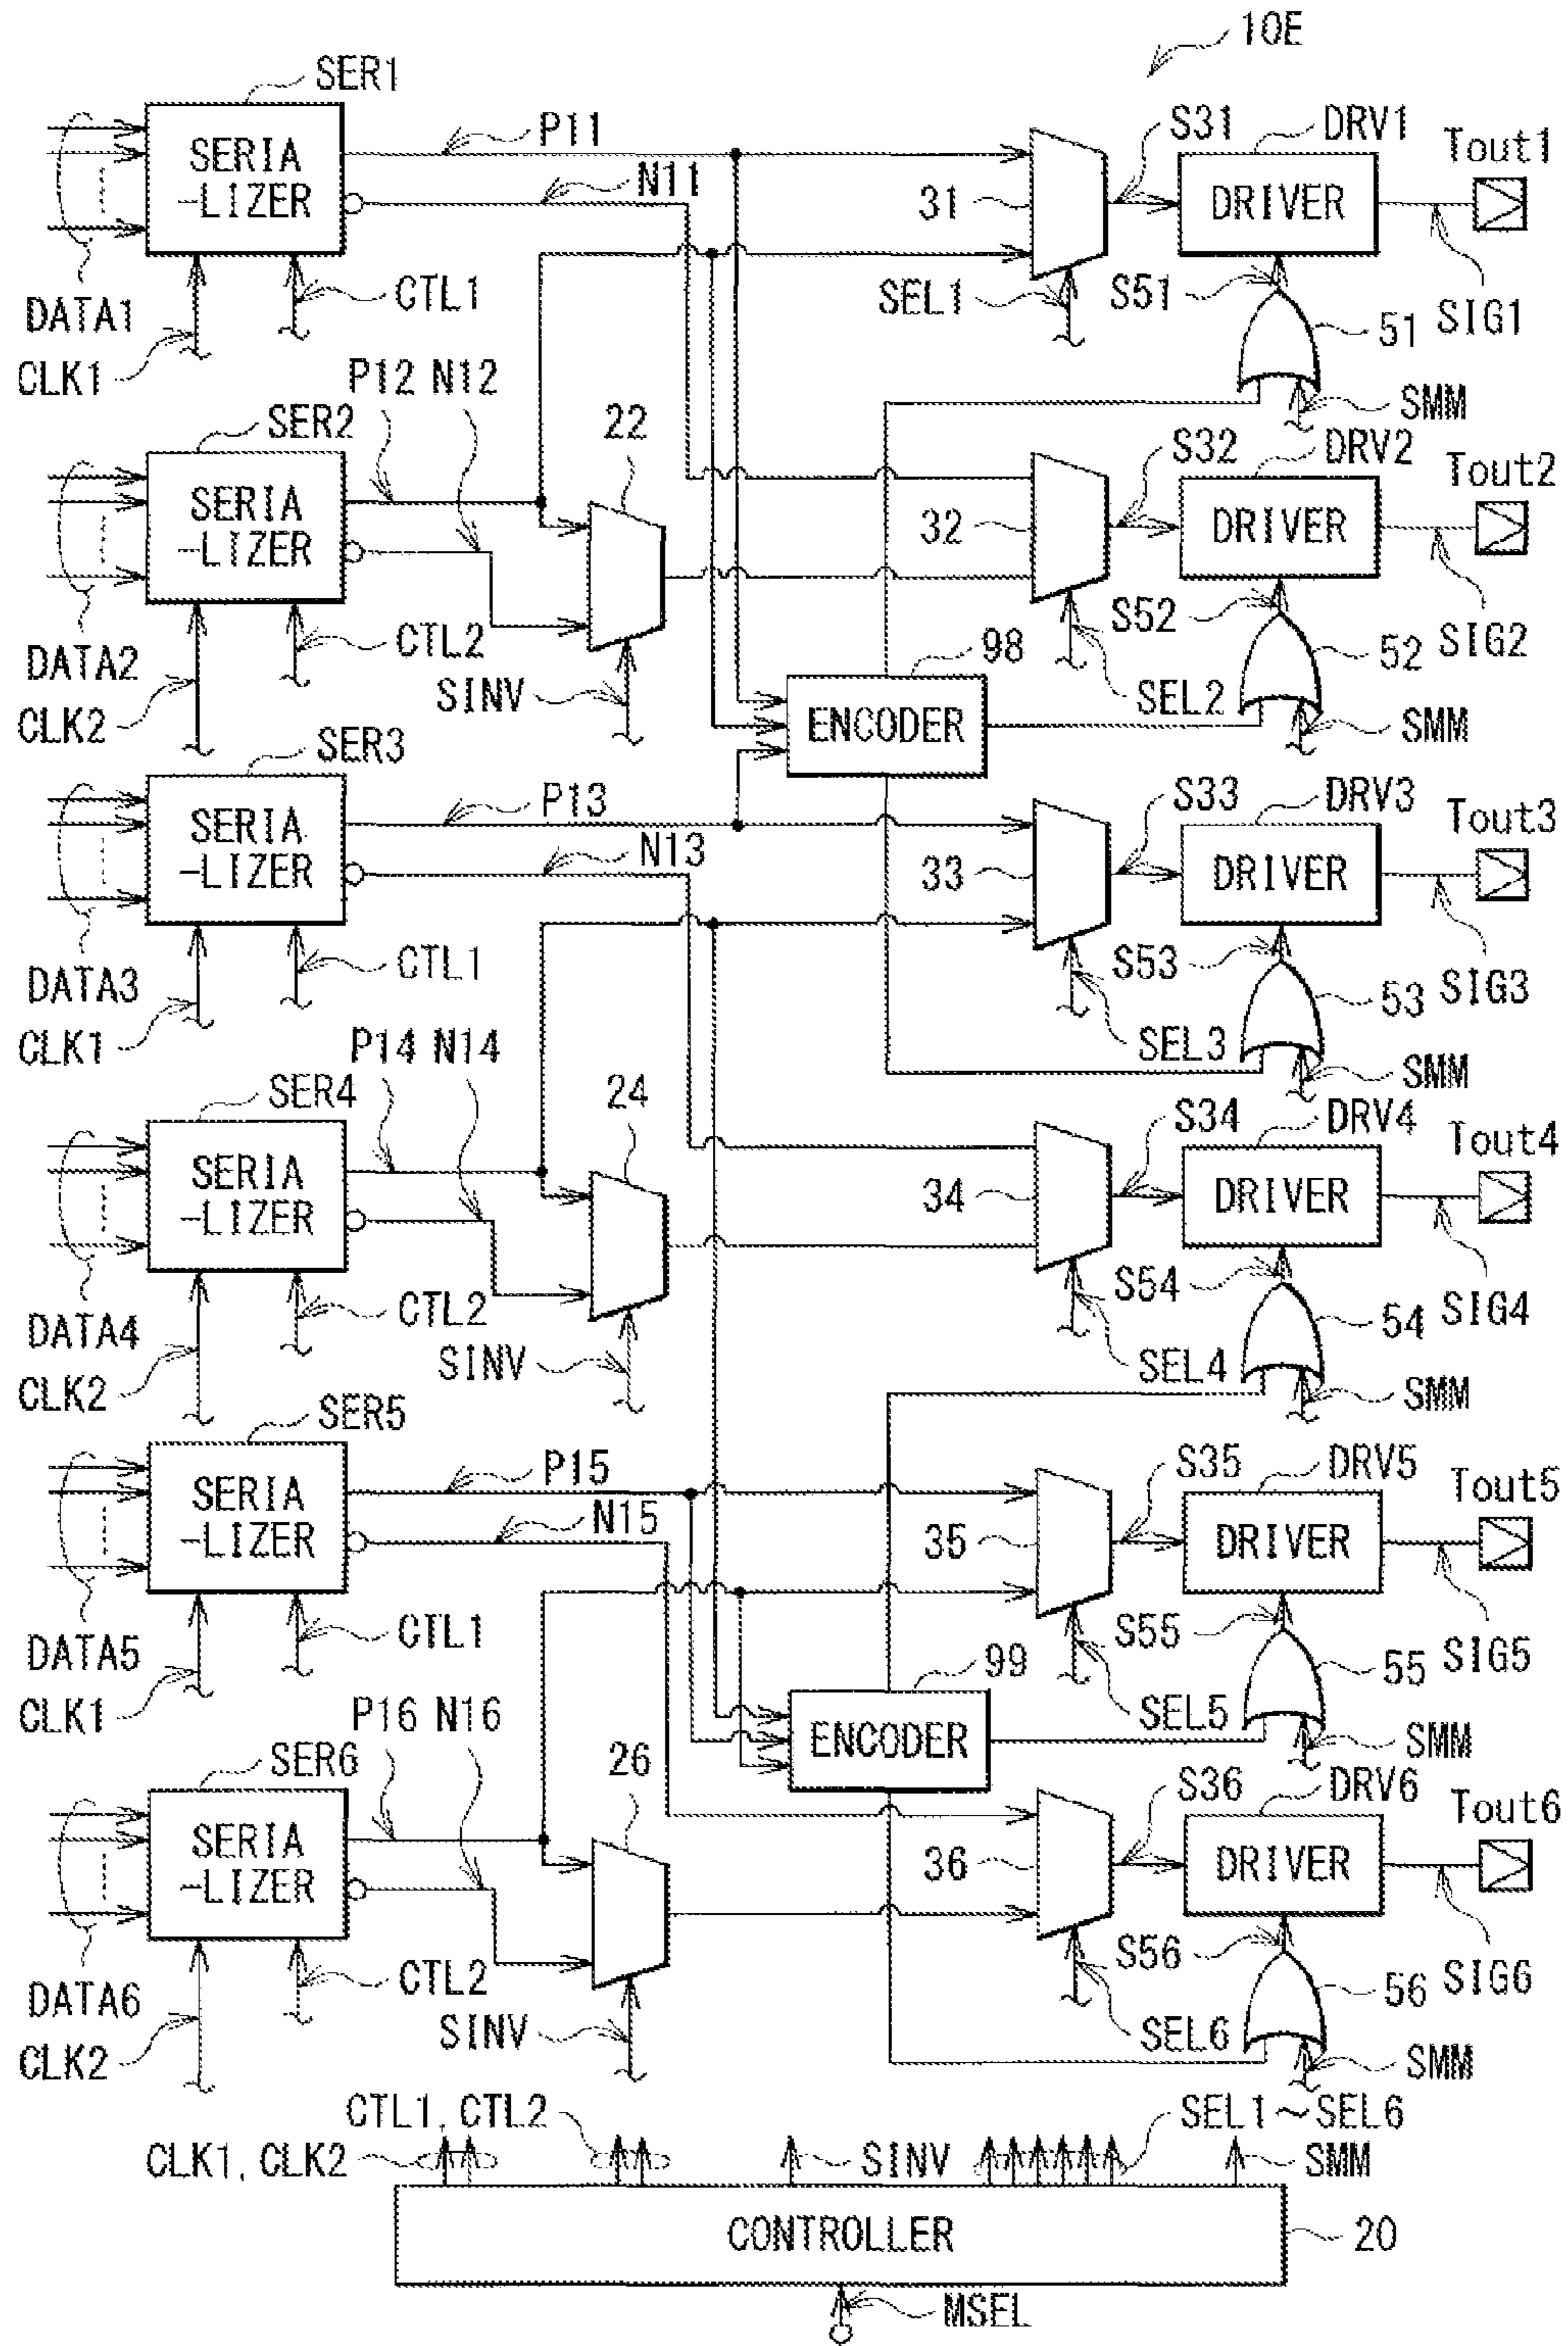 10E
SER1
SERIA
-LIZER
P11
N11
31
S31
DRV1
DRIVER
Tout1
DATA1
CLK1
CTL1
SEL1
S51
51
SIG1
SMM
P12 N12
SER2
SERIA
-LIZER
22
32
S32
DRV2
DRIVER
Tout2
DATA2
CLK2
CTL2
SINV
98
ENCODER
SEL2
S52
52
SIG2
SMM
SER3
SERIA
-LIZER
P13
N13
33
S33
DRV3
DRIVER
Tout3
DATA3
CLK1
CTL1
SEL3
S53
53
SIG3
SMM
P14 N14
SER4
SERIA
-LIZER
24
34
S34
DRV4
DRIVER
Tout4
DATA4
CLK2
CTL2
SINV
SEL4
S54
54
SIG4
SMM
SER5
SERIA
-LIZER
P15
N15
35
S35
DRV5
DRIVER
Tout5
DATA5
CLK1
CTL1
99
ENCODER
SEL5
S55
55
SIG5
SMM
P16 N16
SER6
SERIA
-LIZER
26
36
S36
DRV6
DRIVER
Tout6
DATA6
CLK2
CTL2
SINV
SEL6
S56
56
SIG6
SMM
CTL1, CTL2
SEL1~SEL6
CLK1, CLK2
SINV
SMM
CONTROLLER
20
MSEL